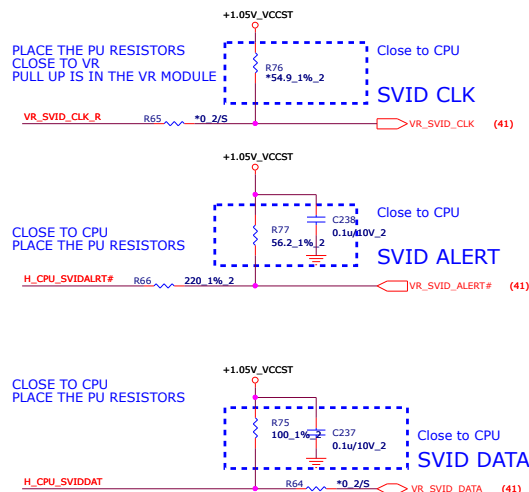 +1.05V_VCCST
PLACE THE PU RESISTORS
CLOSE TO VR
PULL UP IS IN THE VR MODULE
R76
*54.9_1%_2
Close to CPU
SVID CLK
VR_SVID_CLK_R
R65
*0_2/S
VR_SVID_CLK
(41)
+1.05V_VCCST
CLOSE TO CPU
PLACE THE PU RESISTORS
R77
56.2_1%_2
C238
0.1u/10V_2
Close to CPU
SVID ALERT
H_CPU_SVIDALRT#
R66
220_1%_2
VR_SVID_ALERT#
(41)
+1.05V_VCCST
CLOSE TO CPU
PLACE THE PU RESISTORS
R75
100_1%_2
C237
0.1u/10V_2
Close to CPU
SVID DATA
H_CPU_SVIDDAT
R64
*0_2/S
VR_SVID_DATA
(41)